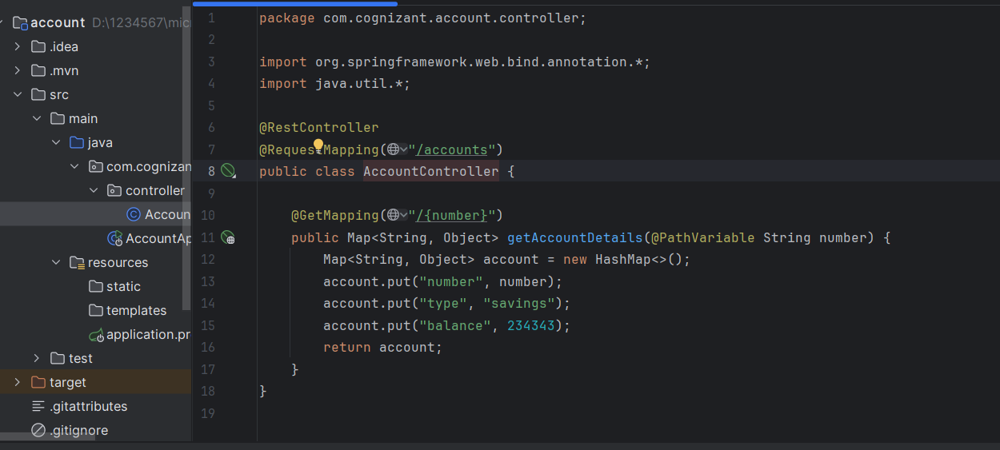 account D:\1234567\mic
.idea
.mvn
src
main
java
com.cognizan
controller
Accoun
AccountAp
resources
static
templates
application.pr
test
target
.gitattributes
.gitignore
1 package com.cognizant.account.controller;
2
3 import org.springframework.web.bind.annotation.*;
4 import java.util.*;
5
6 @RestController
7 @RequestMapping("/accounts")
8 public class AccountController {
9
10 @GetMapping("/{number}")
11 public Map<String, Object> getAccountDetails(@PathVariable String number) {
12 Map<String, Object> account = new HashMap<>();
13 account.put("number", number);
14 account.put("type", "savings");
15 account.put("balance", 234343);
16 return account;
17 }
18 }
19